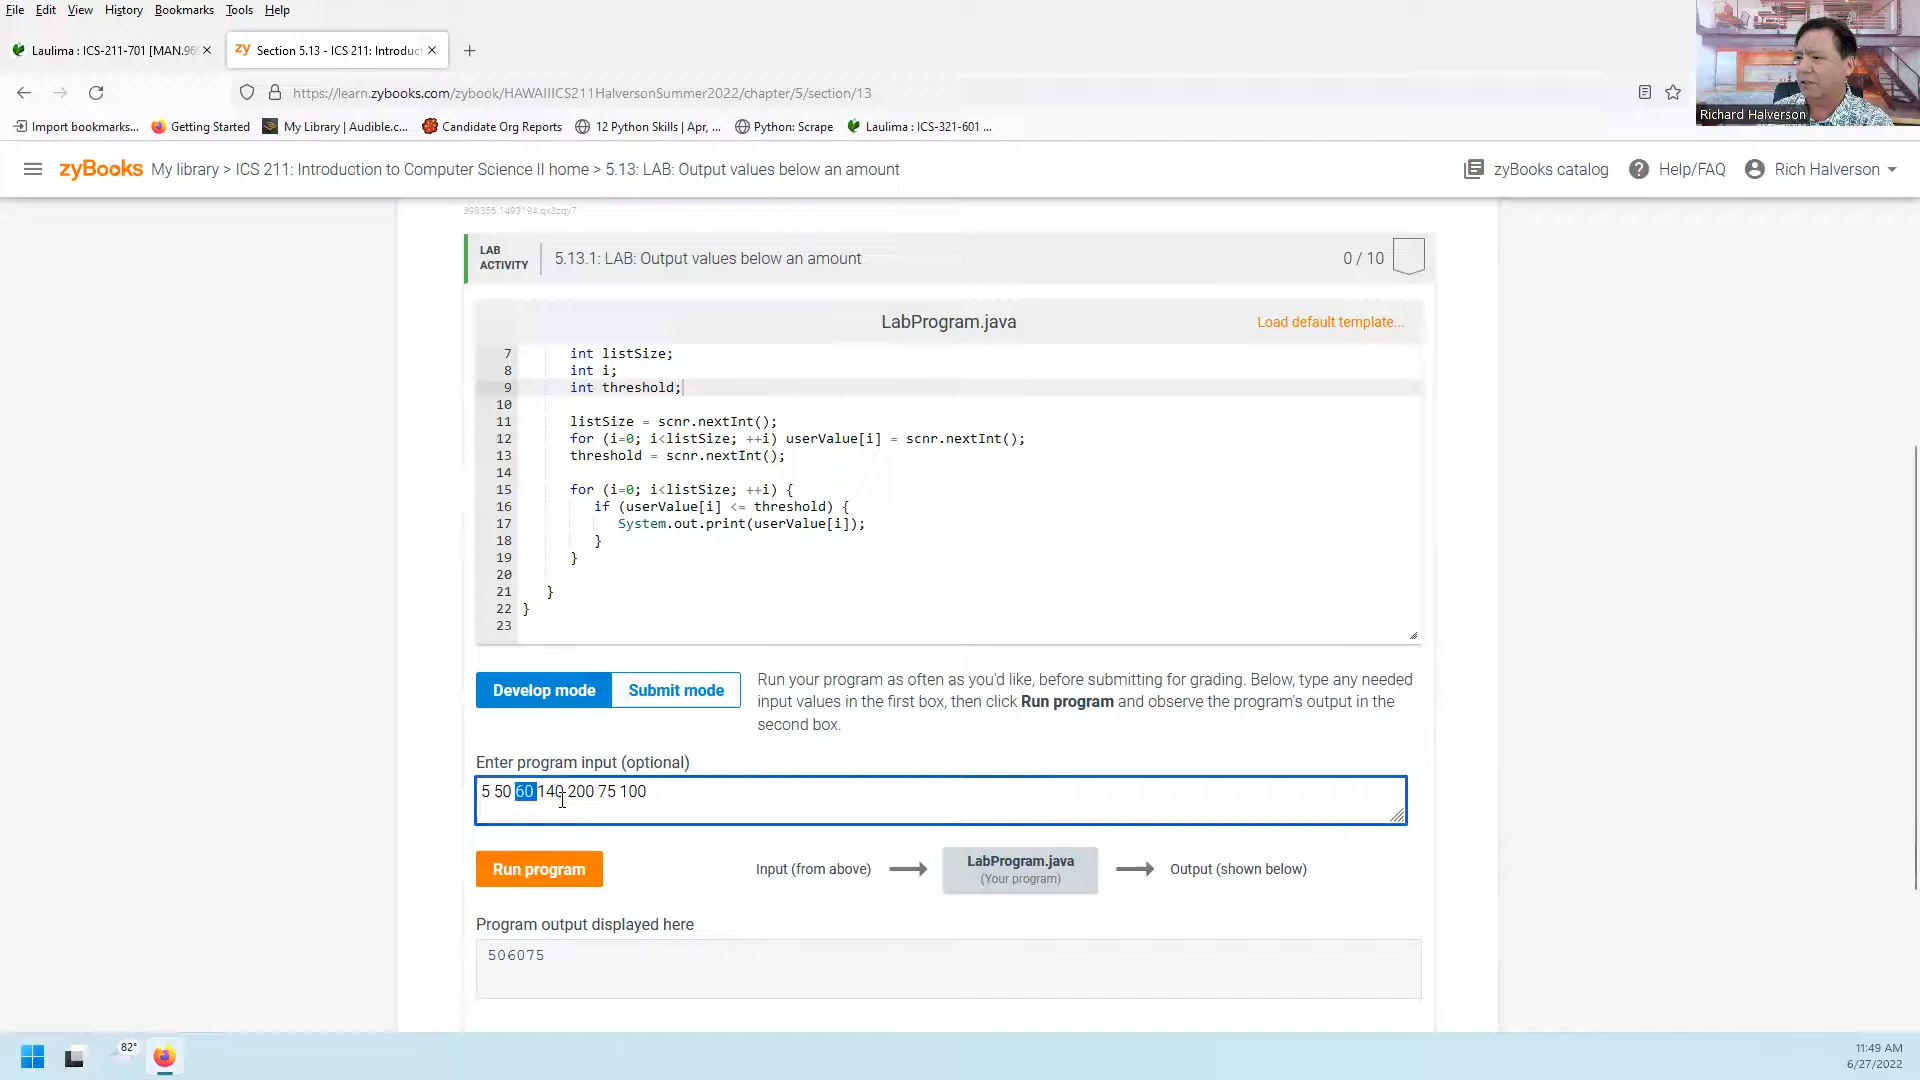 File Edit View History Bookmarks Tools Help
Laulima : ICS-211-701 [MAN.96
zy Section 5.13 - ICS 211: Introduc
https://learn.zybooks.com/zybook/HAWAIIICS211HalversonSummer2022/chapter/5/section/13
Richard Halverson
Import bookmarks... Getting Started My Library | Audible.c... Candidate Org Reports 12 Python Skills | Apr, ... Python: Scrape Laulima : ICS-321-601 ...
zyBooks My library > ICS 211: Introduction to Computer Science II home > 5.13: LAB: Output values below an amount zyBooks catalog Help/FAQ Rich Halverson
398356.1493194.qx3zqy7
LAB
ACTIVITY
5.13.1: LAB: Output values below an amount 0 / 10
LabProgram.java Load default template...
7 int listSize;
8 int i;
9 int threshold;
10
11 listSize = scnr.nextInt();
12 for (i=0; i<listSize; ++i) userValue[i] = scnr.nextInt();
13 threshold = scnr.nextInt();
14
15 for (i=0; i<listSize; ++i) {
16 if (userValue[i] <= threshold) {
17 System.out.print(userValue[i]);
18 }
19 }
20
21 }
22 }
23
Develop mode Submit mode
Run your program as often as you'd like, before submitting for grading. Below, type any needed
input values in the first box, then click Run program and observe the program's output in the
second box.
Enter program input (optional)
5 50 60 140 200 75 100
Run program
Input (from above)
LabProgram.java
(Your program)
Output (shown below)
Program output displayed here
506075
82°
11:49 AM
6/27/2022